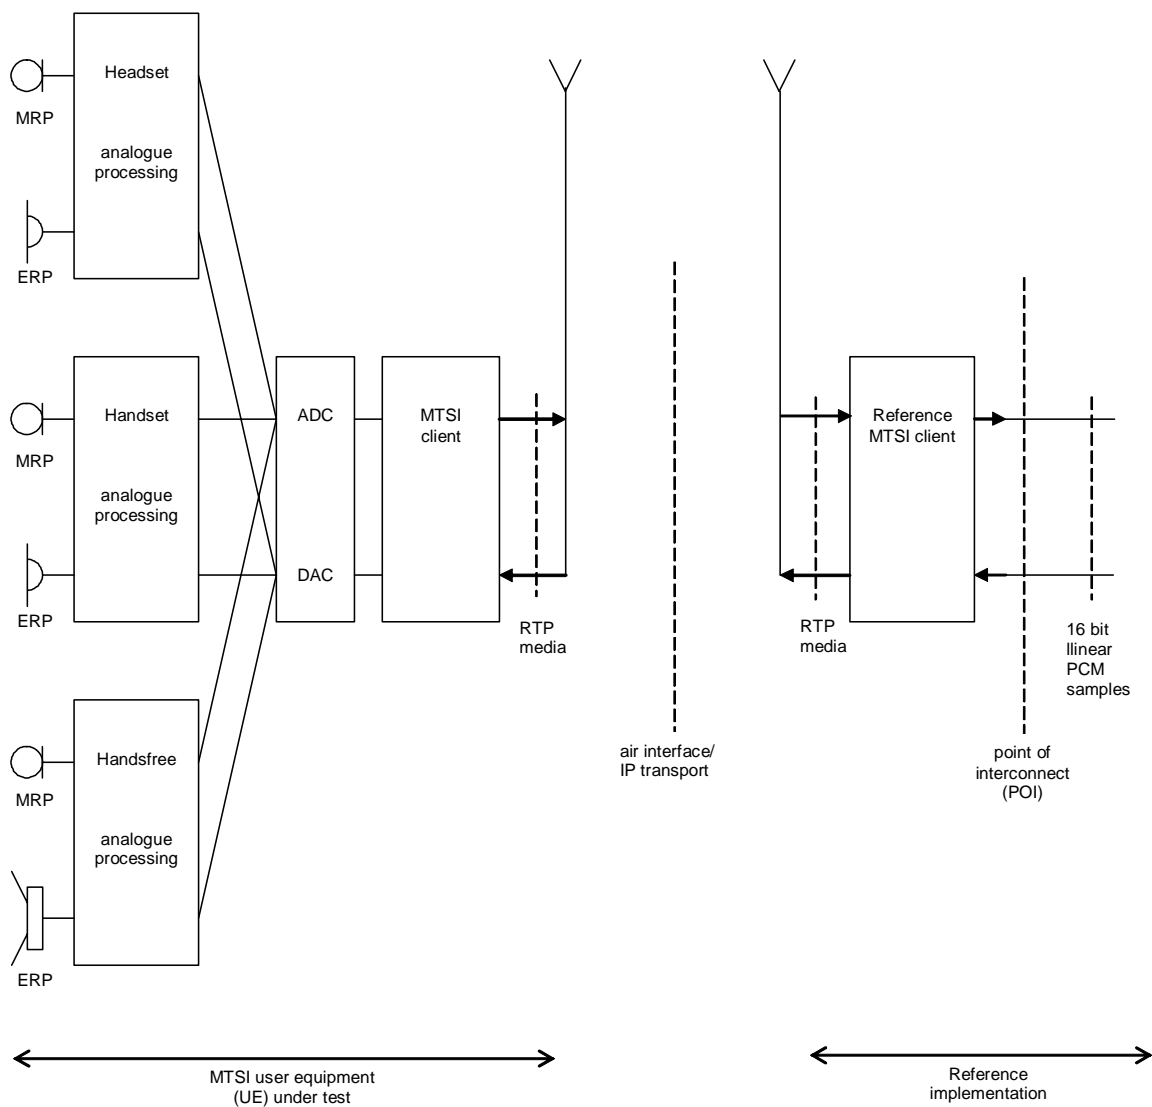 Headset
MRP
analogue
processing
ERP
Handset
MRP
analogue
processing
ERP
Handsfree
MRP
analogue
processing
ERP
ADC
DAC
MTSI
client
RTP
media
air interface/
IP transport
RTP
media
Reference
MTSI client
point of
interconnect
(POI)
16 bit
llinear
PCM
samples
MTSI user equipment
(UE) under test
Reference
implementation